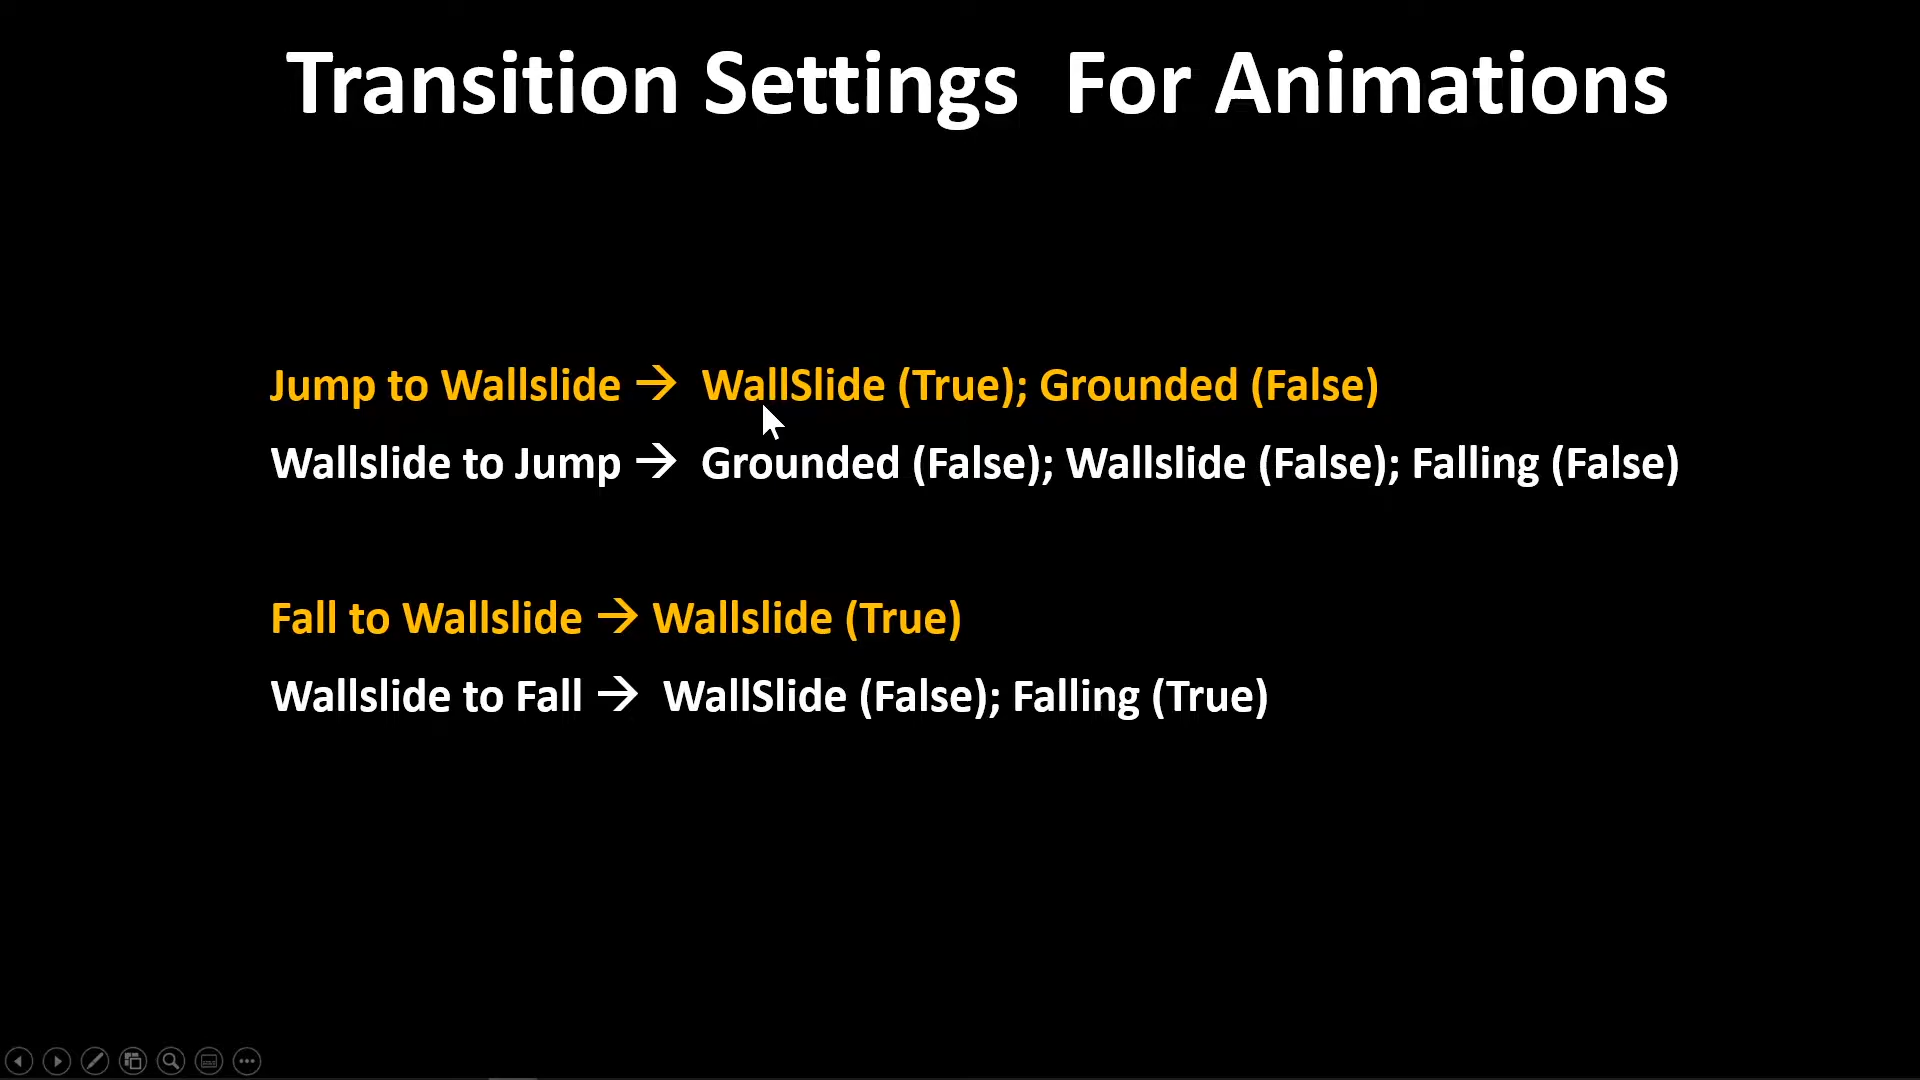 Transition Settings  For Animations
Jump to Wallslide → WallSlide (True); Grounded (False)
Wallslide to Jump → Grounded (False); Wallslide (False); Falling (False)
Fall to Wallslide → Wallslide (True)
Wallslide to Fall → WallSlide (False); Falling (True)